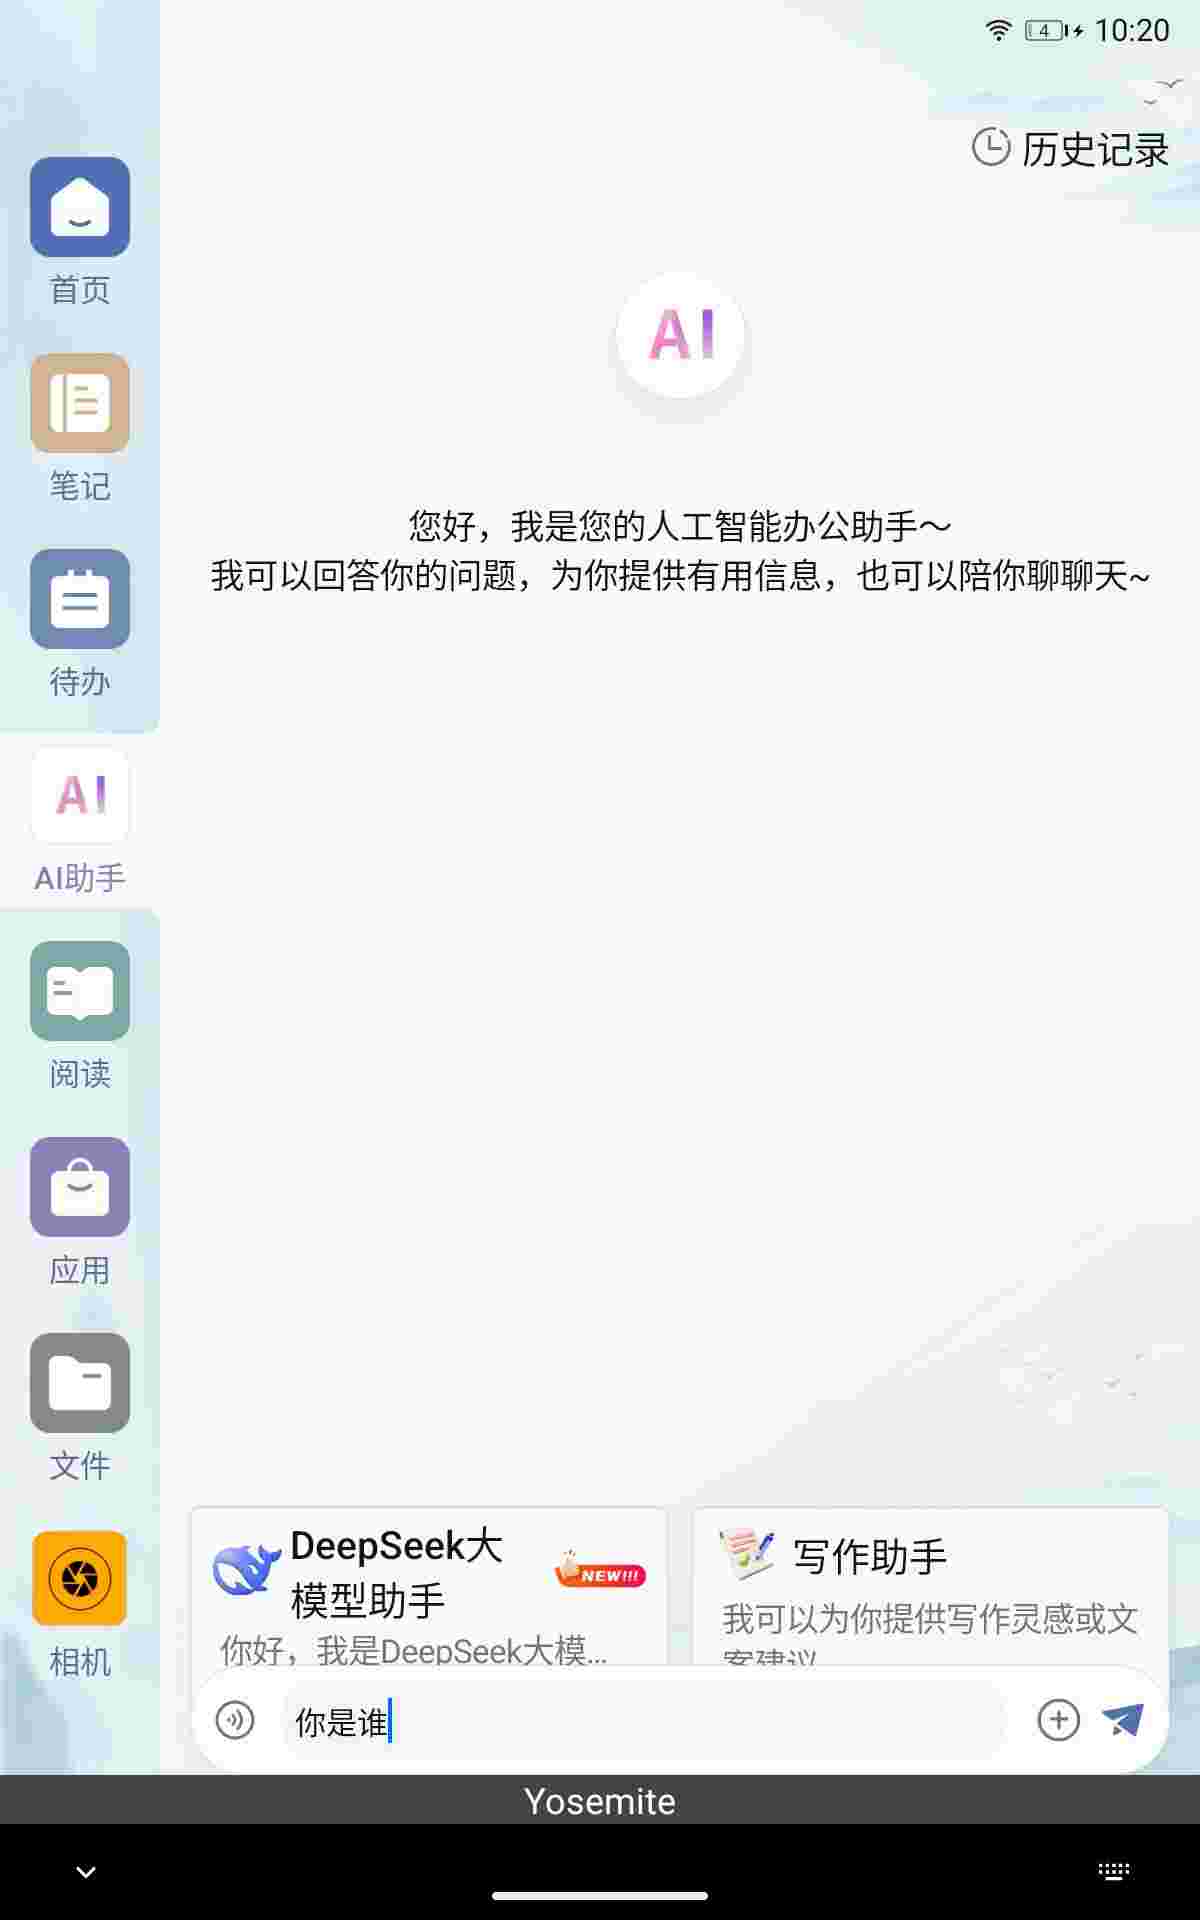 4 10:20
历史记录
首页
AI
笔记
您好，我是您的人工智能办公助手～
我可以回答你的问题，为你提供有用信息，也可以陪你聊聊天~
待办
AI
AI助手
阅读
应用
文件
相机
DeepSeek大
模型助手
NEW!!!
你好，我是DeepSeek大模...
写作助手
我可以为你提供写作灵感或文
案建议
你是谁
Yosemite